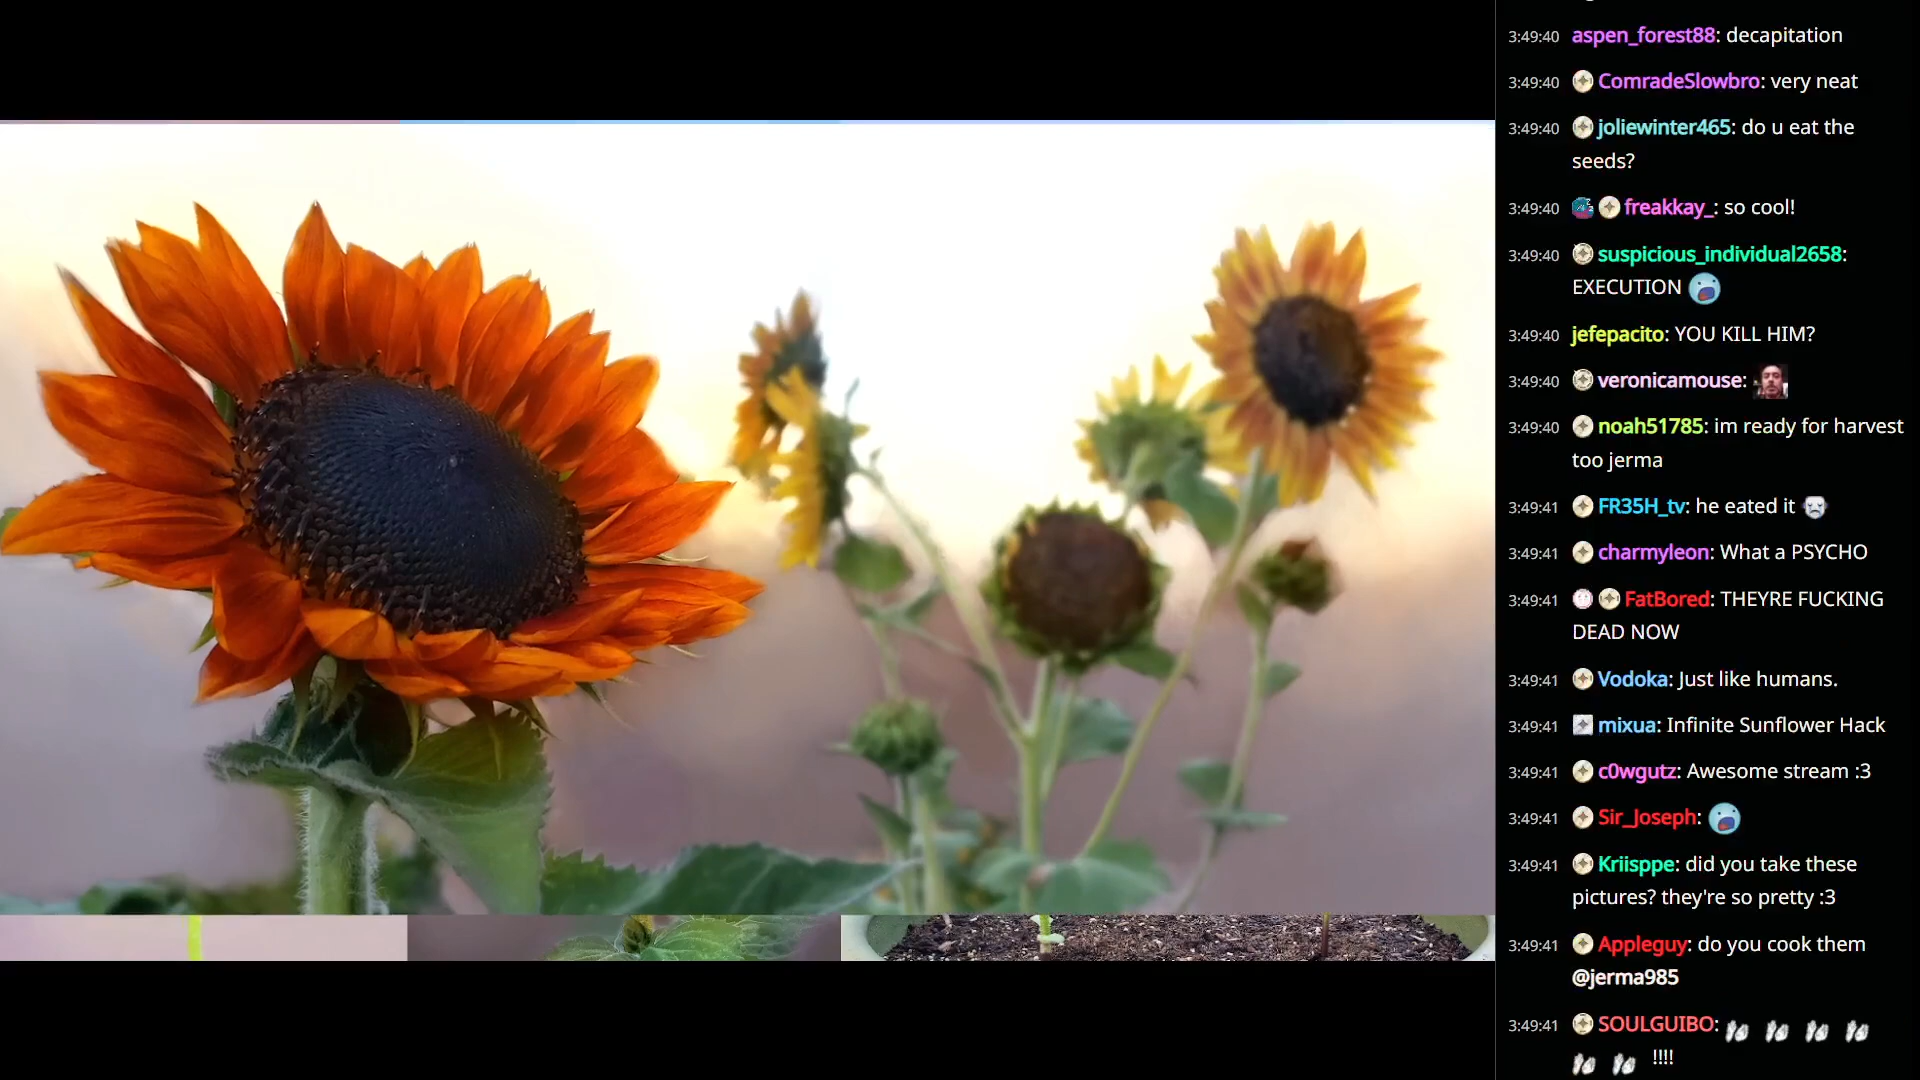 3:49:40 aspen_forest88: decapitation
3:49:40 ComradeSlowbro: very neat
3:49:40 joliewinter465: do u eat the
seeds?
3:49:40 freakkay_: so cool!
3:49:40 suspicious_individual2658:
EXECUTION
3:49:40 jefepacito: YOU KILL HIM?
3:49:40 veronicamouse:
3:49:40 noah51785: im ready for harvest
too jerma
3:49:41 FR35H_tv: he eated it
3:49:41 charmyleon: What a PSYCHO
3:49:41 FatBored: THEYRE FUCKING
DEAD NOW
3:49:41 Vodoka: Just like humans.
3:49:41 mixua: Infinite Sunflower Hack
3:49:41 c0wgutz: Awesome stream :3
3:49:41 Sir_Joseph:
3:49:41 Kriisppe: did you take these
pictures? they're so pretty :3
3:49:41 Appleguy: do you cook them
@jerma985
3:49:41 SOULGUIBO:
!!!!